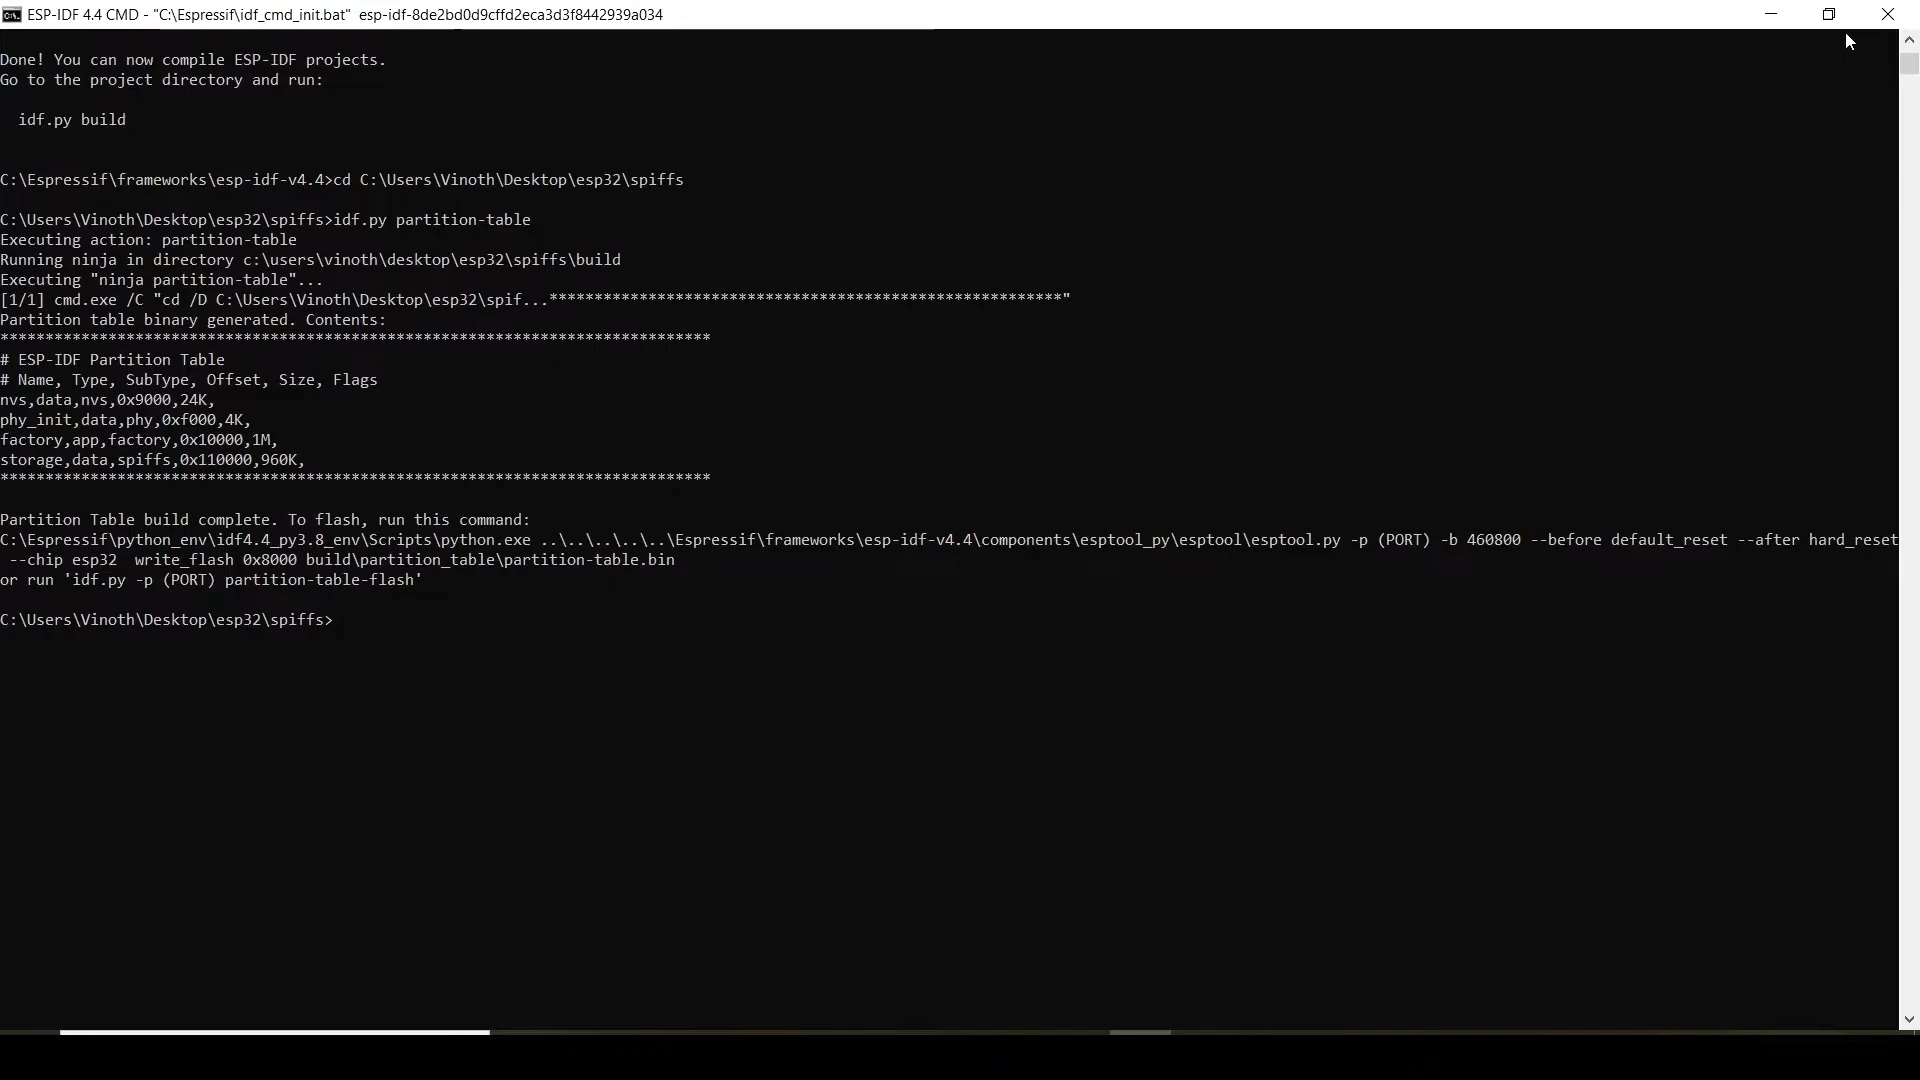 ESP-IDF 4.4 CMD - "C:\Espressif\idf_cmd_init.bat" esp-idf-8de2bd0d9cffd2eca3d3f8442939a034
Done! You can now compile ESP-IDF projects.
Go to the project directory and run:
idf.py build
C:\Espressif\frameworks\esp-idf-v4.4>cd C:\Users\Vinoth\Desktop\esp32\spiffs
C:\Users\Vinoth\Desktop\esp32\spiffs>idf.py partition-table
Executing action: partition-table
Running ninja in directory c:\users\vinoth\desktop\esp32\spiffs\build
Executing "ninja partition-table"...
[1/1] cmd.exe /C "cd /D C:\Users\Vinoth\Desktop\esp32\spif...*********************************************************"
Partition table binary generated. Contents:
*******************************************************************************
# ESP-IDF Partition Table
# Name, Type, SubType, Offset, Size, Flags
nvs,data,nvs,0x9000,24K,
phy_init,data,phy,0xf000,4K,
factory,app,factory,0x10000,1M,
storage,data,spiffs,0x110000,960K,
*******************************************************************************
Partition Table build complete. To flash, run this command:
C:\Espressif\python_env\idf4.4_py3.8_env\Scripts\python.exe ..\..\..\..\..\Espressif\frameworks\esp-idf-v4.4\components\esptool_py\esptool\esptool.py -p (PORT) -b 460800 --before default_reset --after hard_reset
--chip esp32  write_flash 0x8000 build\partition_table\partition-table.bin
or run 'idf.py -p (PORT) partition-table-flash'
C:\Users\Vinoth\Desktop\esp32\spiffs>